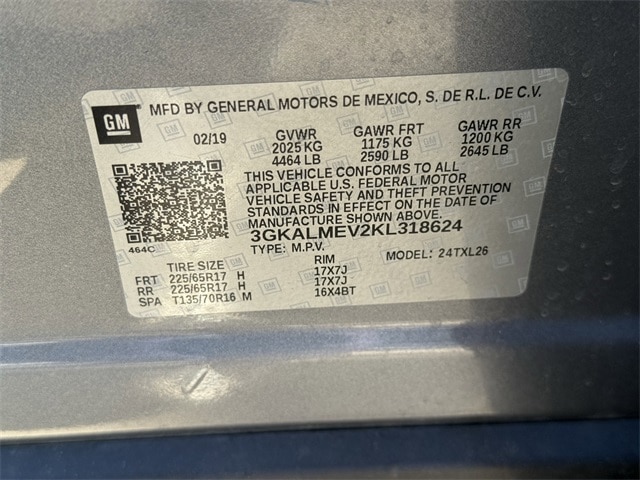 GM
MFD BY GENERAL MOTORS DE MEXICO, S. DE R.L. DE C.V.
02/19 GVWR GAWR FRT GAWR RR
2025 KG 1175 KG 1200 KG
4464 LB 2590 LB 2645 LB
THIS VEHICLE CONFORMS TO ALL
APPLICABLE U.S. FEDERAL MOTOR
VEHICLE SAFETY AND THEFT PREVENTION
STANDARDS IN EFFECT ON THE DATE OF
MANUFACTURE SHOWN ABOVE.
3GKALMEV2KL318624
464C TYPE: M.P.V. MODEL: 24TXL26
TIRE SIZE RIM
FRT 225/65R17 H 17X7J
RR 225/65R17 H 17X7J
SPA T135/70R16 M 16X4BT